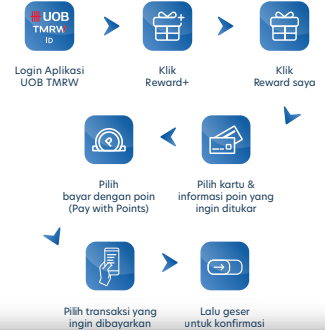 UOB
TMRW
ID
Login Aplikasi
UOB TMRW
Klik
Reward+
Klik
Reward saya
Pilih kartu &
informasi poin yang
ingin ditukar
P
Pilih
bayar dengan poin
(Pay with Points)
Pilih transaksi yang
ingin dibayarkan
Lalu geser
untuk konfirmasi